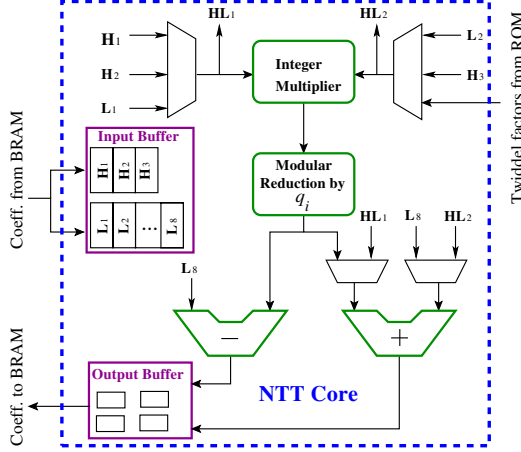 HL1
HL2
H1
H2
L1
Integer
Multiplier
L2
H3
Twiddel factors from ROM
Coeff. from BRAM
Input Buffer
H1 H2 H3
L1 L2 ... L8
Modular
Reduction by
qi
HL1
L8
HL2
L8
−
+
Output Buffer
NTT Core
Coeff. to BRAM